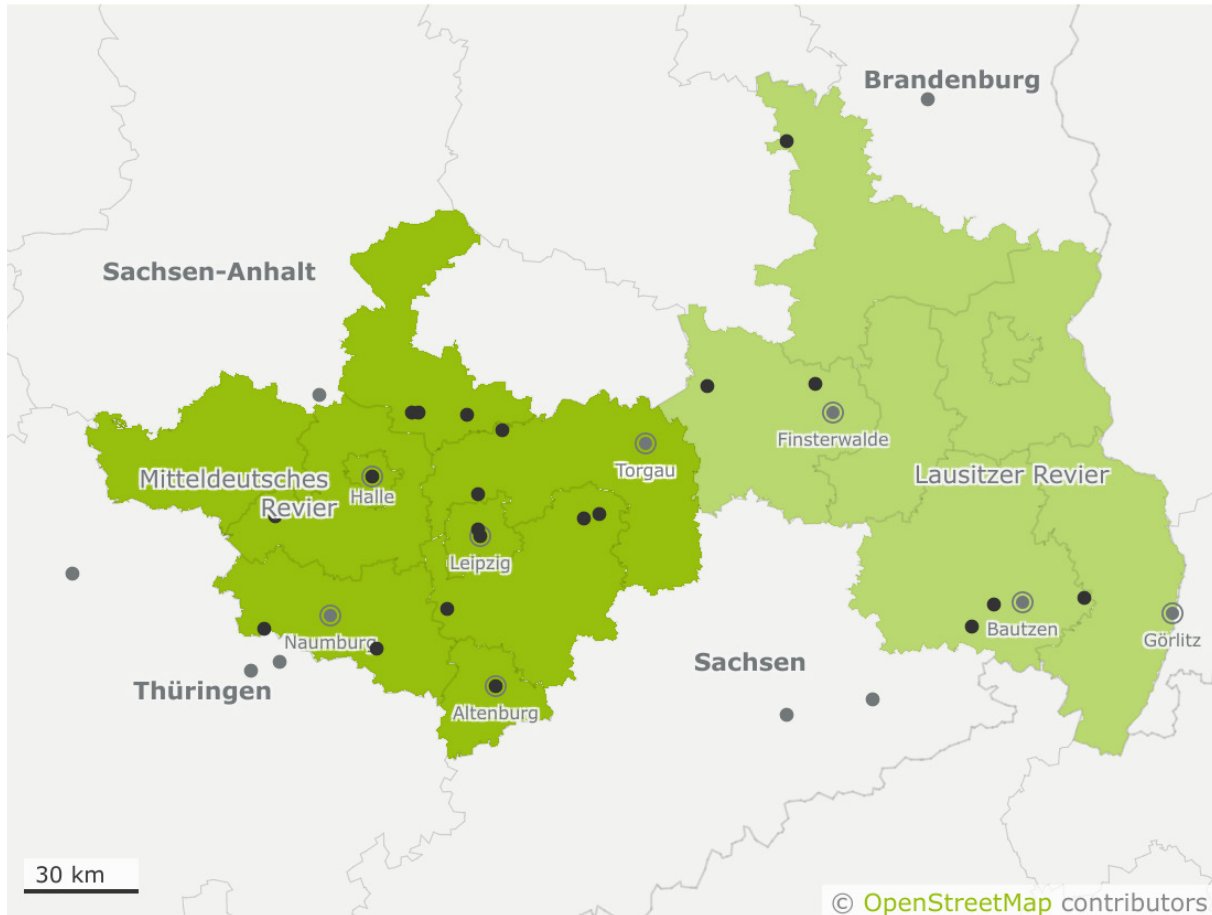 Brandenburg
Sachsen-Anhalt
Finsterwalde
Torgau
Mitteldeutsches
Revier
Halle
Lausitzer Revier
Leipzig
Naumburg
Bautzen
Görlitz
Sachsen
Thüringen
Altenburg
30 km
© OpenStreetMap contributors